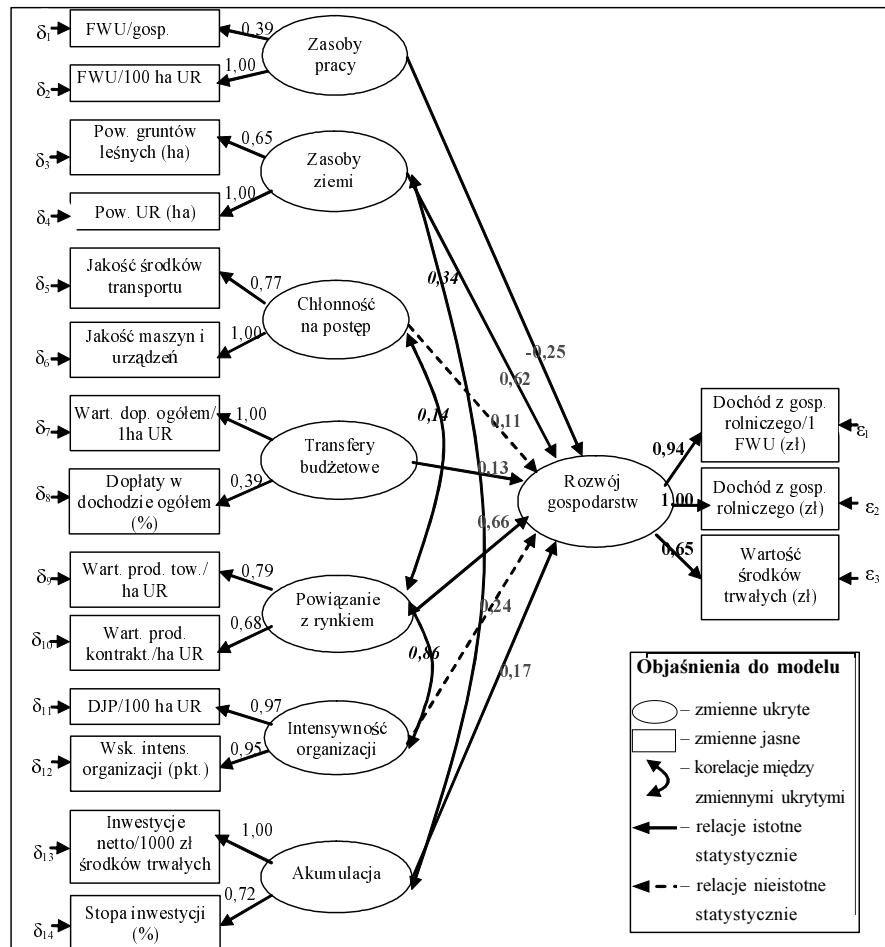 δ1
FWU/gosp.
0,39
Zasoby
pracy
δ2
FWU/100 ha UR
1,00
δ3
Pow. gruntów
leśnych (ha)
0,65
Zasoby
ziemi
δ4
Pow. UR (ha)
1,00
δ5
Jakość środków
transportu
0,77
Chłonność
na postęp
δ6
Jakość maszyn i
urządzeń
1,00
δ7
Wart. dop. ogółem/
1ha UR
1,00
Transfery
budżetowe
δ8
Dopłaty w
dochodzie ogółem
(%)
0,39
δ9
Wart. prod. tow./
ha UR
0,79
Powiązanie
z rynkiem
δ10
Wart. prod.
kontrakt./ha UR
0,68
δ11
DJP/100 ha UR
0,97
Intensywność
organizacji
δ12
Wsk. intens.
organizacji (pkt.)
0,95
δ13
Inwestycje
netto/1000 zł
środków trwałych
1,00
Akumulacja
δ14
Stopa inwestycji
(%)
0,72
0,34
-0,25
0,62
0,14
0,11
0,13
0,66
0,24
0,86
0,17
Rozwój
gospodarstw
0,94
1,00
0,65
Dochód z gosp.
rolniczego/1
FWU (zł)
ε1
Dochód z gosp.
rolniczego (zł)
ε2
Wartość
środków
trwałych (zł)
ε3
Objaśnienia do modelu
– zmienne ukryte
– zmienne jasne
– korelacje między
zmiennymi ukrytymi
– relacje istotne
statystycznie
– relacje nieistotne
statystycznie